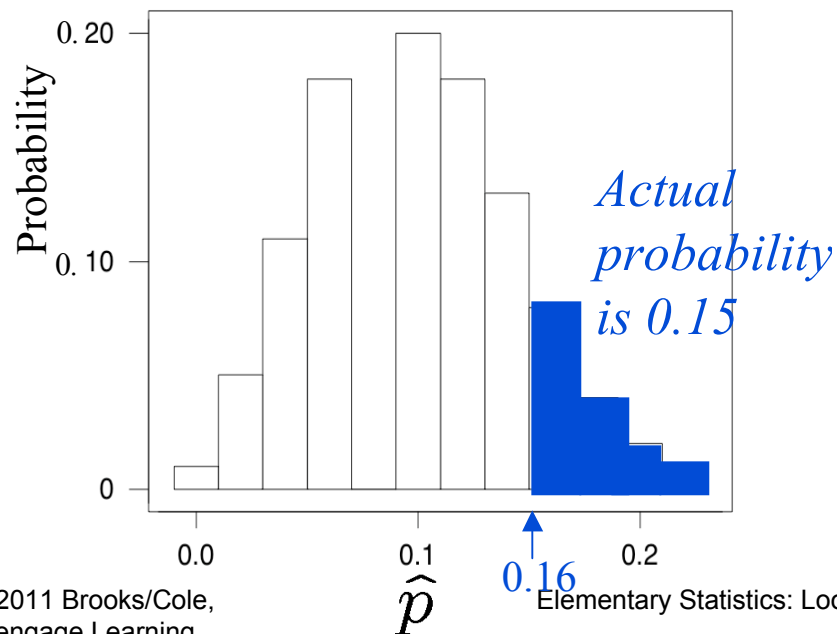 0.20
Probability
0.10
0
Actual
probability
is 0.15
0.0
0.1
0.2
0.16
p̂
2011 Brooks/Cole,
engage Learning
Elementary Statistics: Loo